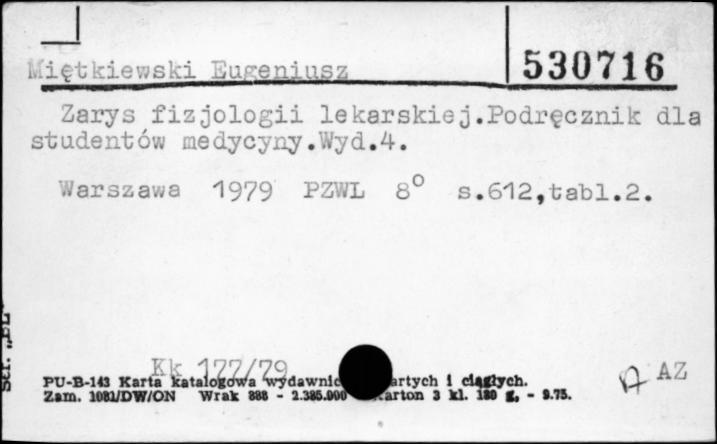 Miętkiewski Eugeniusz 530716
Zarys fizjologii lekarskiej.Podręcznik dla
studentów medycyny.Wyd.4.
Warszawa 1979 PZWL 8° s.612,tabl.2.
Kk 177/79 AZ
PU-B-143 Karta katalogowa wydawnic artych i ciągłych.
Zam. 1081/DW/ON Wrak 888 - 2.385.000 arton 3 kl. 180 g. - 9.75.